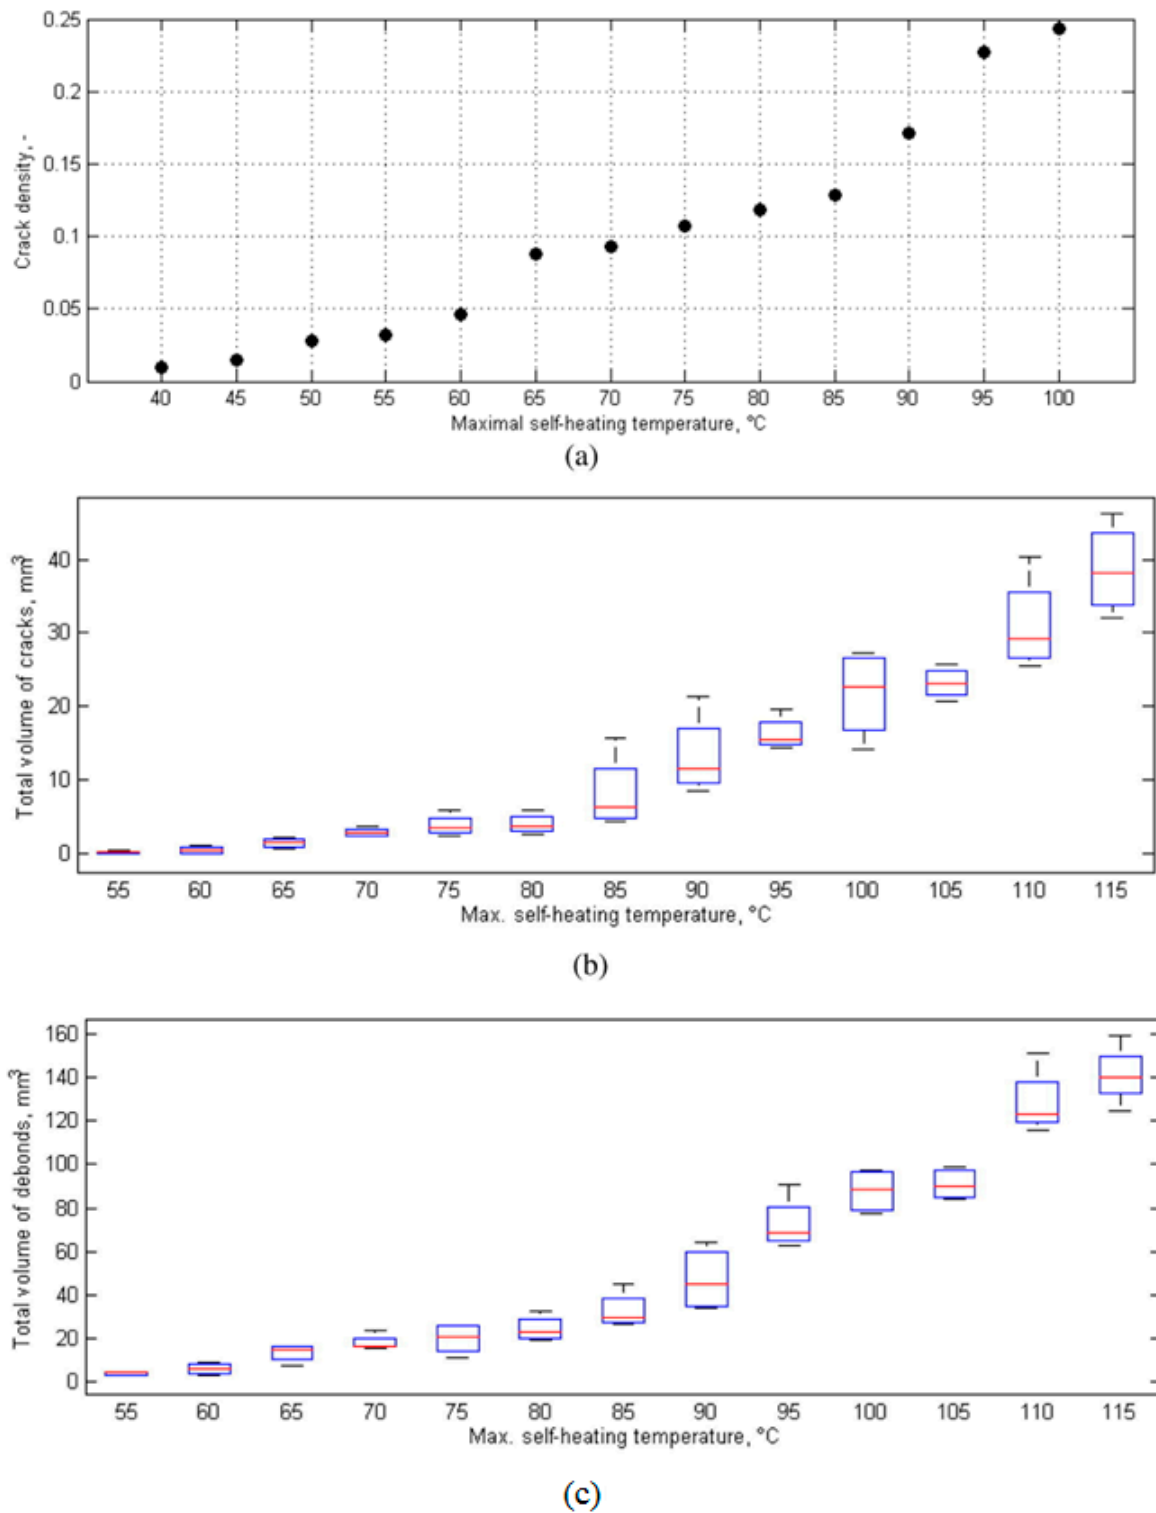 0.25
0.2
0.15
0.1
0.05
0
Crack density, -
40 45 50 55 60 65 70 75 80 85 90 95 100
Maximal self-heating temperature, °C
(a)
40
30
20
10
0
Total volume of cracks, mm³
55 60 65 70 75 80 85 90 95 100 105 110 115
Max. self-heating temperature, °C
(b)
160
140
120
100
80
60
40
20
0
Total volume of debonds, mm³
55 60 65 70 75 80 85 90 95 100 105 110 115
Max. self-heating temperature, °C
(c)